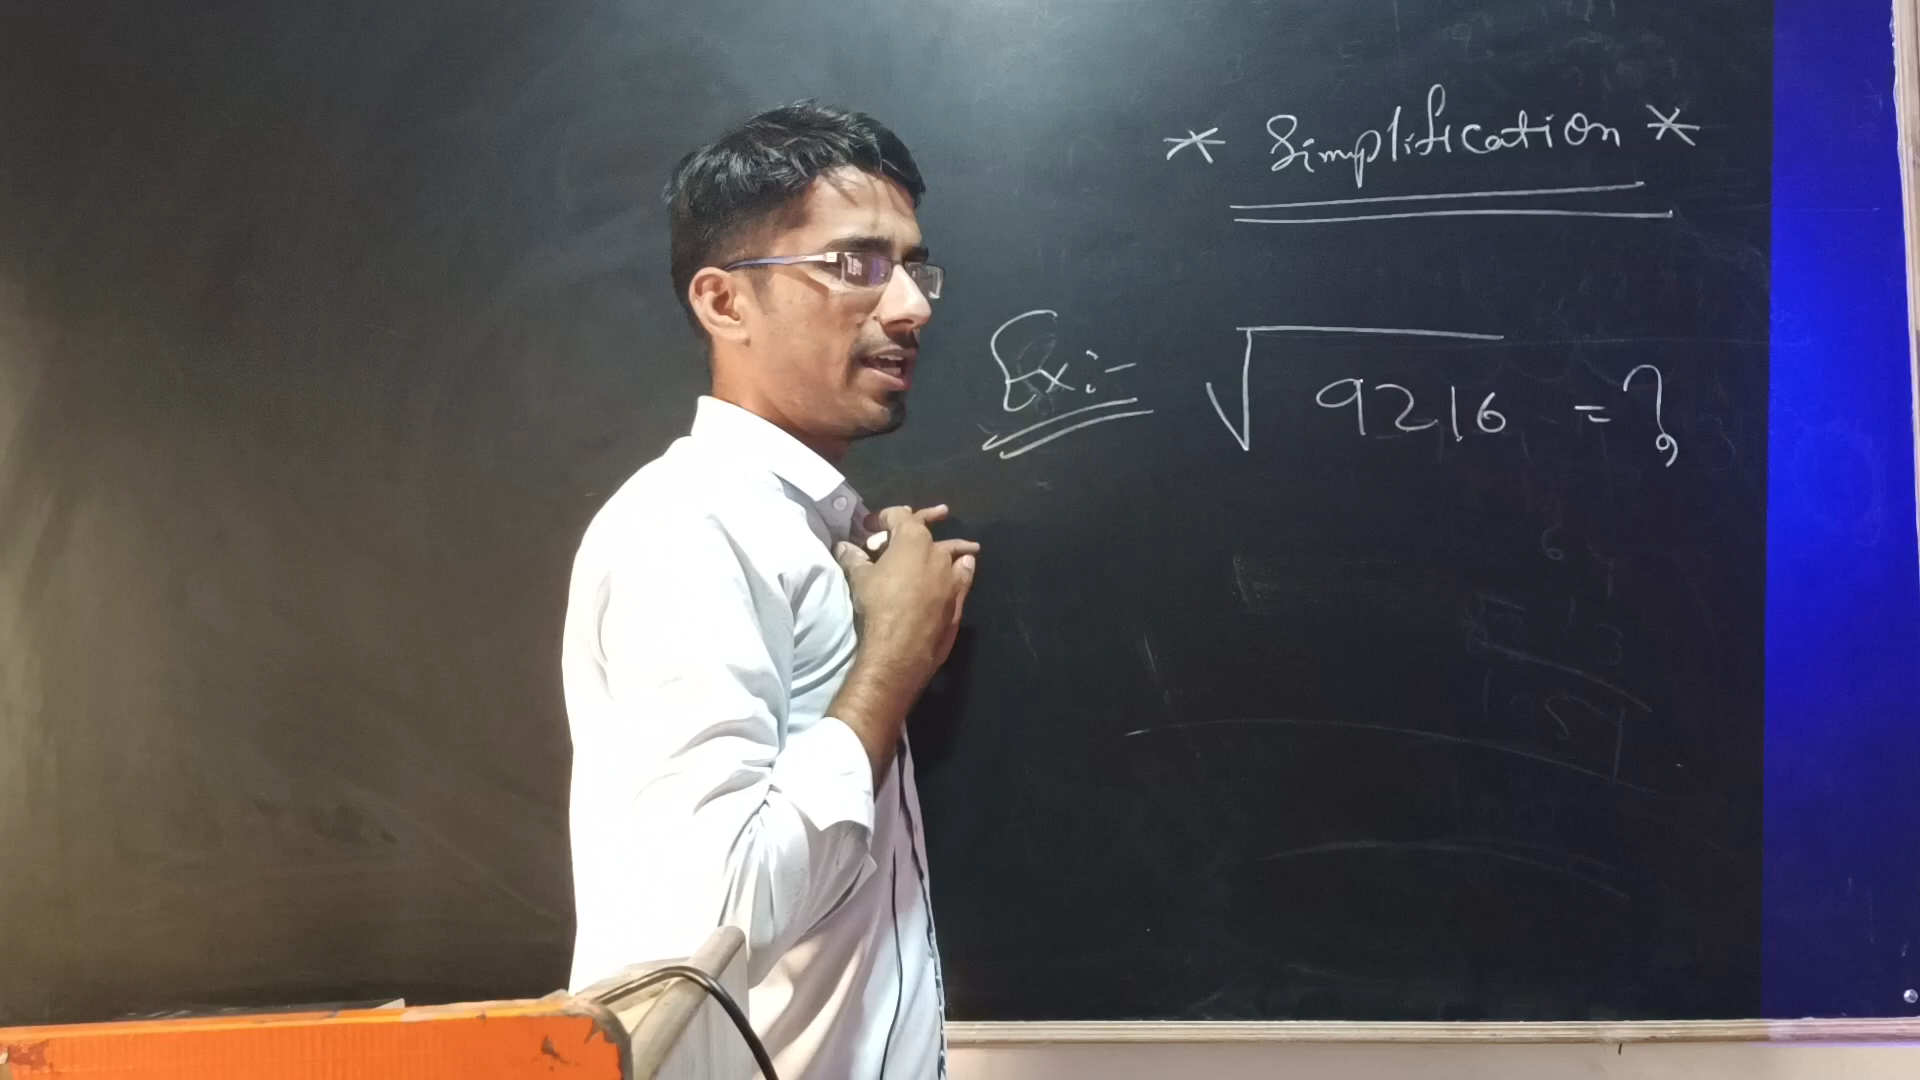 * Simplification *
Ex:- √9216 = ?